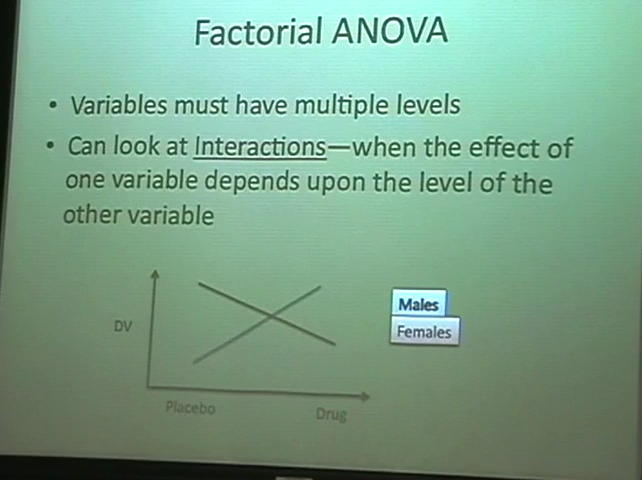 Factorial ANOVA
• Variables must have multiple levels
• Can look at Interactions—when the effect of
one variable depends upon the level of the
other variable
DV
Males
Females
Placebo
Drug